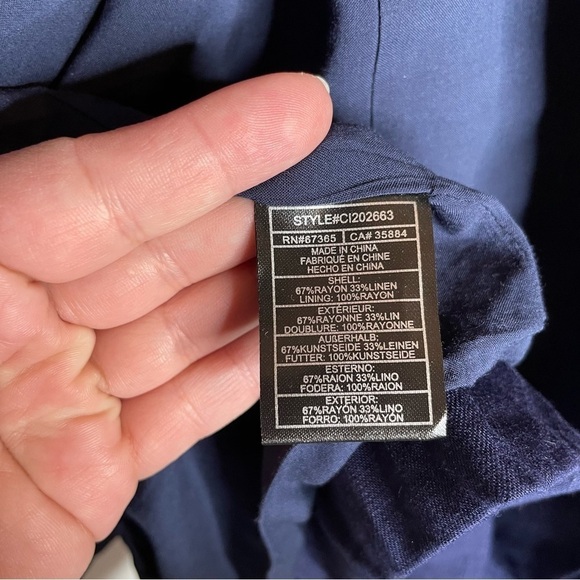 STYLE#CI202663
RN#67365 CA# 35884
MADE IN CHINA
FABRIQUÉ EN CHINE
HECHO EN CHINA
SHELL:
67%RAYON 33%LINEN
LINING: 100%RAYON
EXTÉRIEUR:
67%RAYONNE 33%LIN
DOUBLURE: 100%RAYONNE
AUßERHALB:
67%KUNSTSEIDE 33%LEINEN
FUTTER: 100%KUNSTSEIDE
ESTERNO:
67%RAION 33%LINO
FODERA: 100%RAION
EXTERIOR:
67%RAYÓN 33%LINO
FORRO: 100%RAYÓN